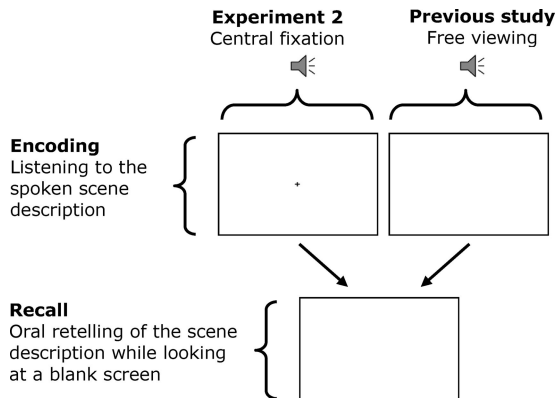 Experiment 2
Central fixation
Previous study
Free viewing
Encoding
Listening to the
spoken scene
description
Recall
Oral retelling of the scene
description while looking
at a blank screen